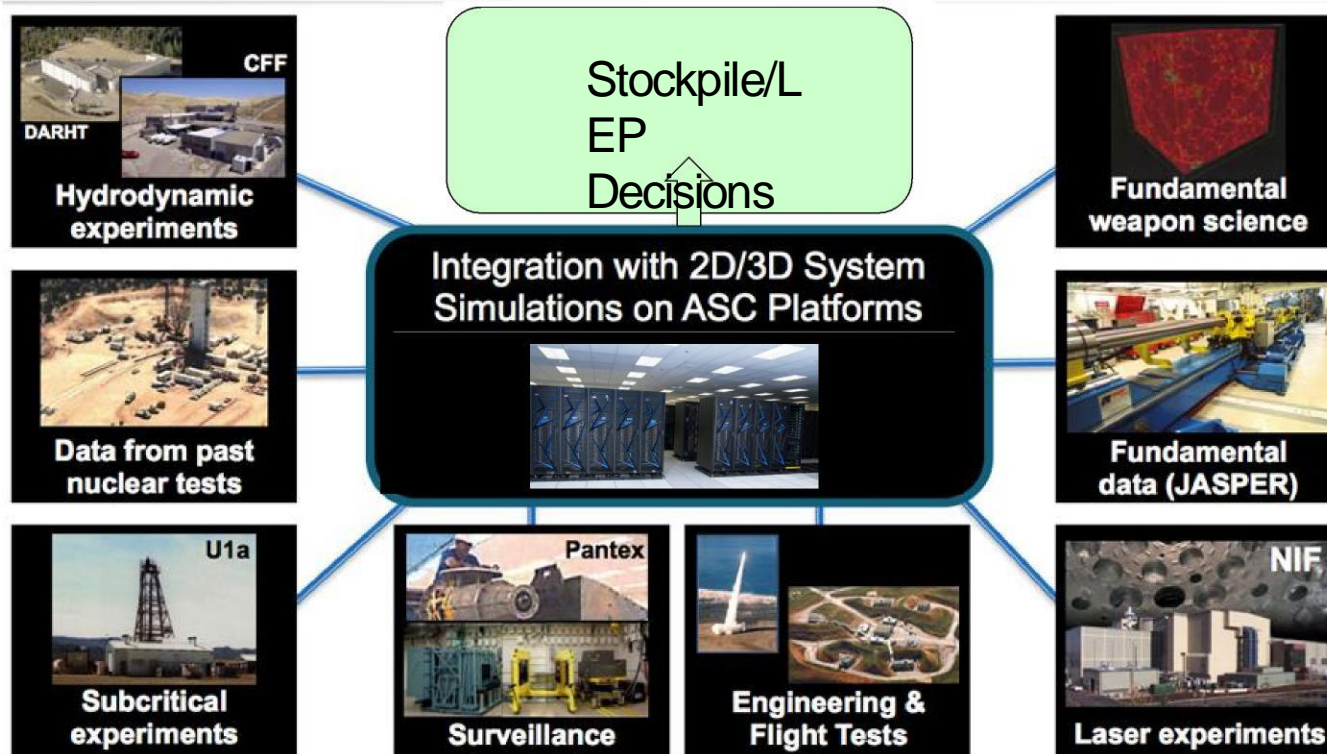 CFF
DARHT
Hydrodynamic
experiments
Stockpile/L
EP
Decisions
Fundamental
weapon science
Integration with 2D/3D System
Simulations on ASC Platforms
Data from past
nuclear tests
Fundamental
data (JASPER)
U1a
Subcritical
experiments
Pantex
Surveillance
Engineering &
Flight Tests
NIF
Laser experiments